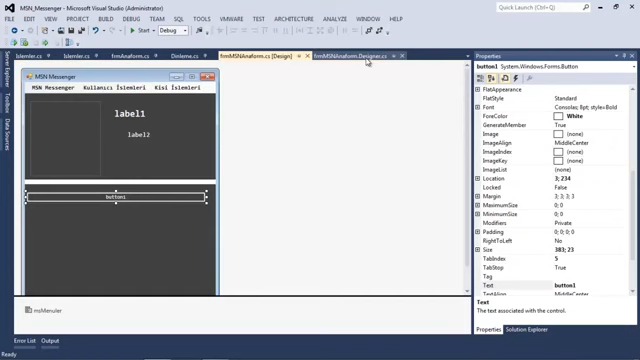 MSN_Messenger - Microsoft Visual Studio (Administrator)
Quick Launch (Ctrl+Q)
FILE EDIT VIEW PROJECT BUILD DEBUG TEAM SQL FORMAT TOOLS TEST ARCHITECTURE ANALYZE WINDOW HELP
Start Debug
Islemler.cs Islemler.cs frmAnaform.cs Dinleme.cs frmMSNAnaform.cs [Design] frmMSNAnaform.Designer.cs
Server Explorer
Toolbox
Data Sources
MSN Messenger
MSN Messenger Kullanıcı İslemleri Kisi İslemleri
label1
label2
button1
msMenuler
Properties
button1 System.Windows.Forms.Button
FlatAppearance
FlatStyle Standard
Font Consolas; 8pt; style=Bold
ForeColor White
GenerateMember True
Image (none)
ImageAlign MiddleCenter
ImageIndex (none)
ImageKey (none)
ImageList (none)
Location 3; 234
Locked False
Margin 3; 3; 3; 3
MaximumSize 0; 0
MinimumSize 0; 0
Modifiers Private
Padding 0; 0; 0; 0
RightToLeft No
Size 383; 23
TabIndex 5
TabStop True
Tag
Text button1
TextAlign MiddleCenter
Text
The text associated with the control.
Properties Solution Explorer
Error List Output
Ready